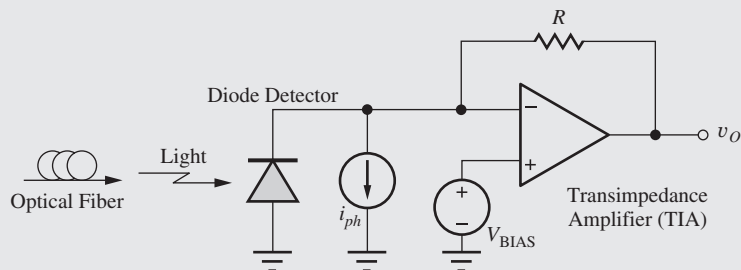 R
Diode Detector
Light
Optical Fiber
i_ph
+
−
V_BIAS
−
+
v_O
Transimpedance
Amplifier (TIA)